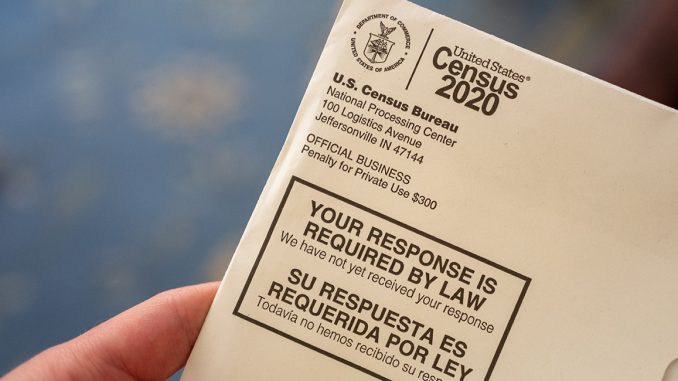 DEPARTMENT OF COMMERCE
UNITED STATES OF AMERICA
United States®
Census
2020
U.S. Census Bureau
National Processing Center
100 Logistics Avenue
Jeffersonville IN 47144
OFFICIAL BUSINESS
Penalty for Private Use $300
YOUR RESPONSE IS
REQUIRED BY LAW
We have not yet received your response
SU RESPUESTA ES
REQUERIDA POR LEY
Todavía no hemos recibido su